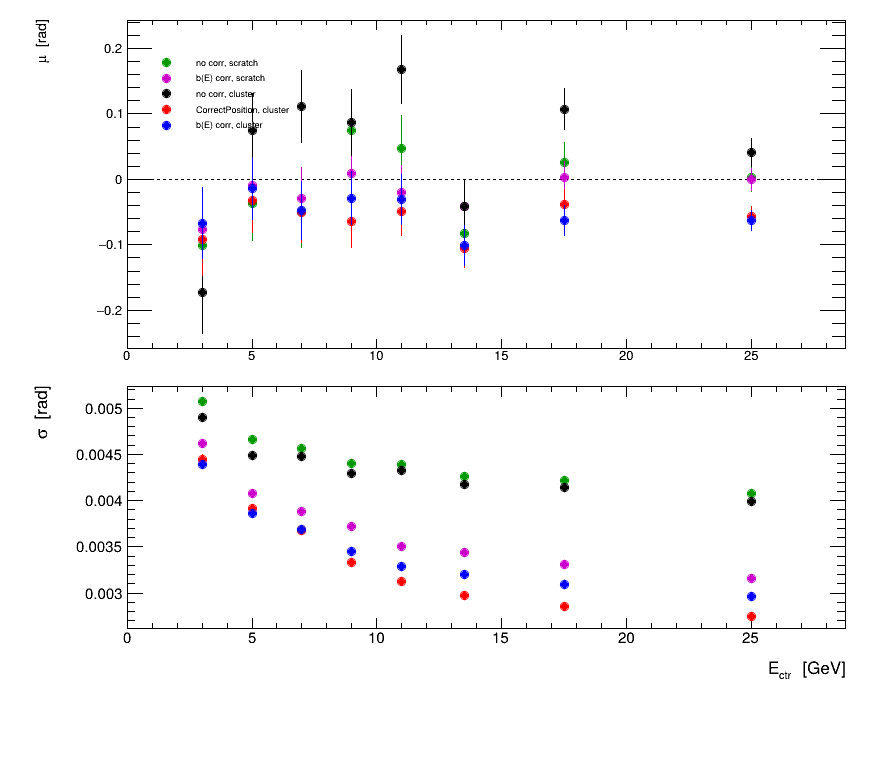 μ [rad]
0.2
0.1
0
−0.1
−0.2
no corr, scratch
b(E) corr, scratch
no corr, cluster
CorrectPosition, cluster
b(E) corr, cluster
0 5 10 15 20 25
σ [rad]
0.005
0.0045
0.004
0.0035
0.003
0 5 10 15 20 25
E_ctr [GeV]